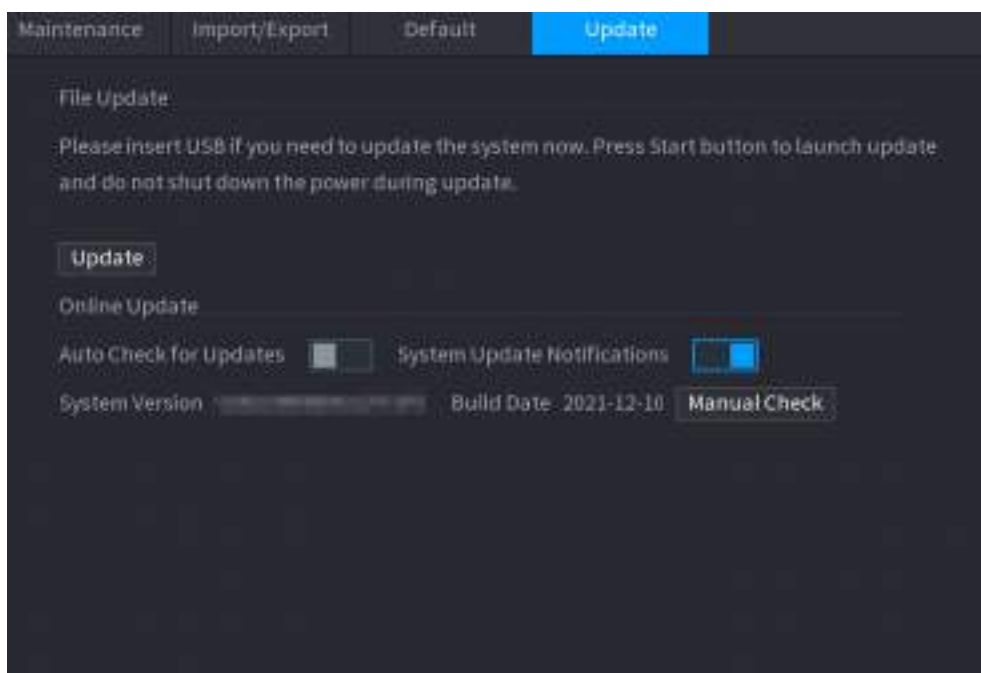 Maintenance Import/Export Default Update
File Update
Please insert USB if you need to update the system now. Press Start button to launch update
and do not shut down the power during update.
Update
Online Update
Auto Check for Updates System Update Notifications
System Version Build Date 2021-12-10 Manual Check